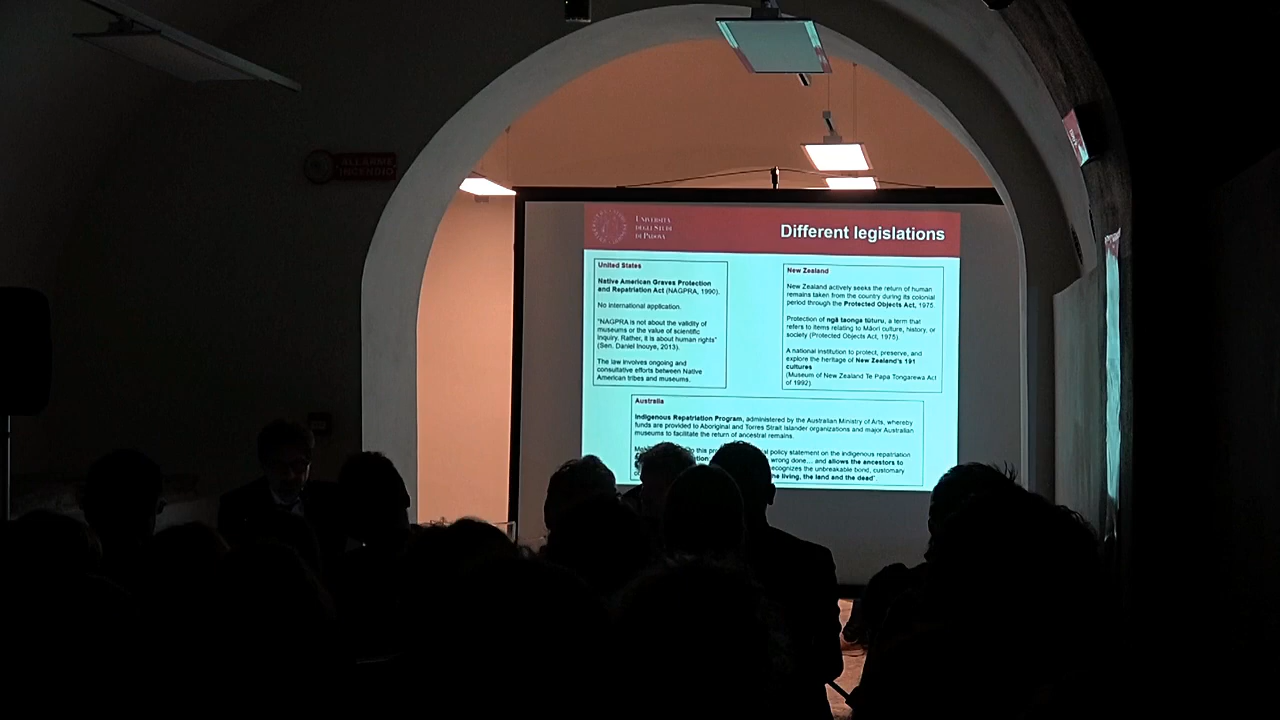 ALLARME
INCENDIO
UNIVERSITÀ
DEGLI STUDI
DI PADOVA
Different legislations
United States
Native American Graves Protection
and Repatriation Act (NAGPRA, 1990).
No international application.
"NAGPRA is not about the validity of
museums or the value of scientific
inquiry. Rather, it is about human rights"
(Sen. Daniel Inouye, 2013).
The law involves ongoing and
consultative efforts between Native
American tribes and museums.
New Zealand
New Zealand actively seeks the return of human
remains taken from the country during its colonial
period through the Protected Objects Act, 1975.
Protection of ngā taonga tūturu, a term that
refers to items relating to Māori culture, history, or
society (Protected Objects Act, 1975).
A national institution to protect, preserve, and
explore the heritage of New Zealand's 191
cultures
(Museum of New Zealand Te Papa Tongarewa Act
of 1992)
Australia
Indigenous Repatriation Program, administered by the Australian Ministry of Arts, whereby
funds are provided to Aboriginal and Torres Strait Islander organizations and major Australian
museums to facilitate the return of ancestral remains.
to this policy statement on the indigenous repatriation
wrong done... and allows the ancestors to
recognizes the unbreakable bond, customary
the living, the land and the dead".